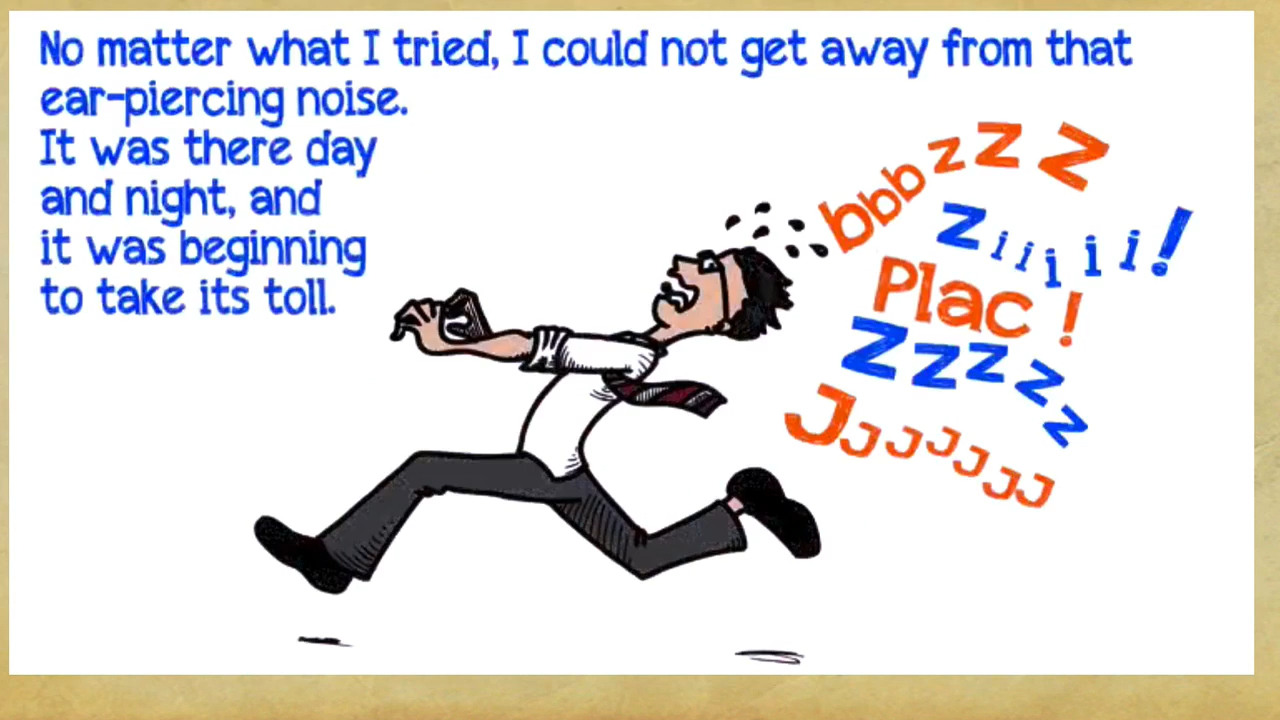 No matter what I tried, I could not get away from that
ear-piercing noise.
It was there day
and night, and
it was beginning
to take its toll.
bbbzzz
Ziiiii!
Plac!
Zzzzz
JJJJJJJ